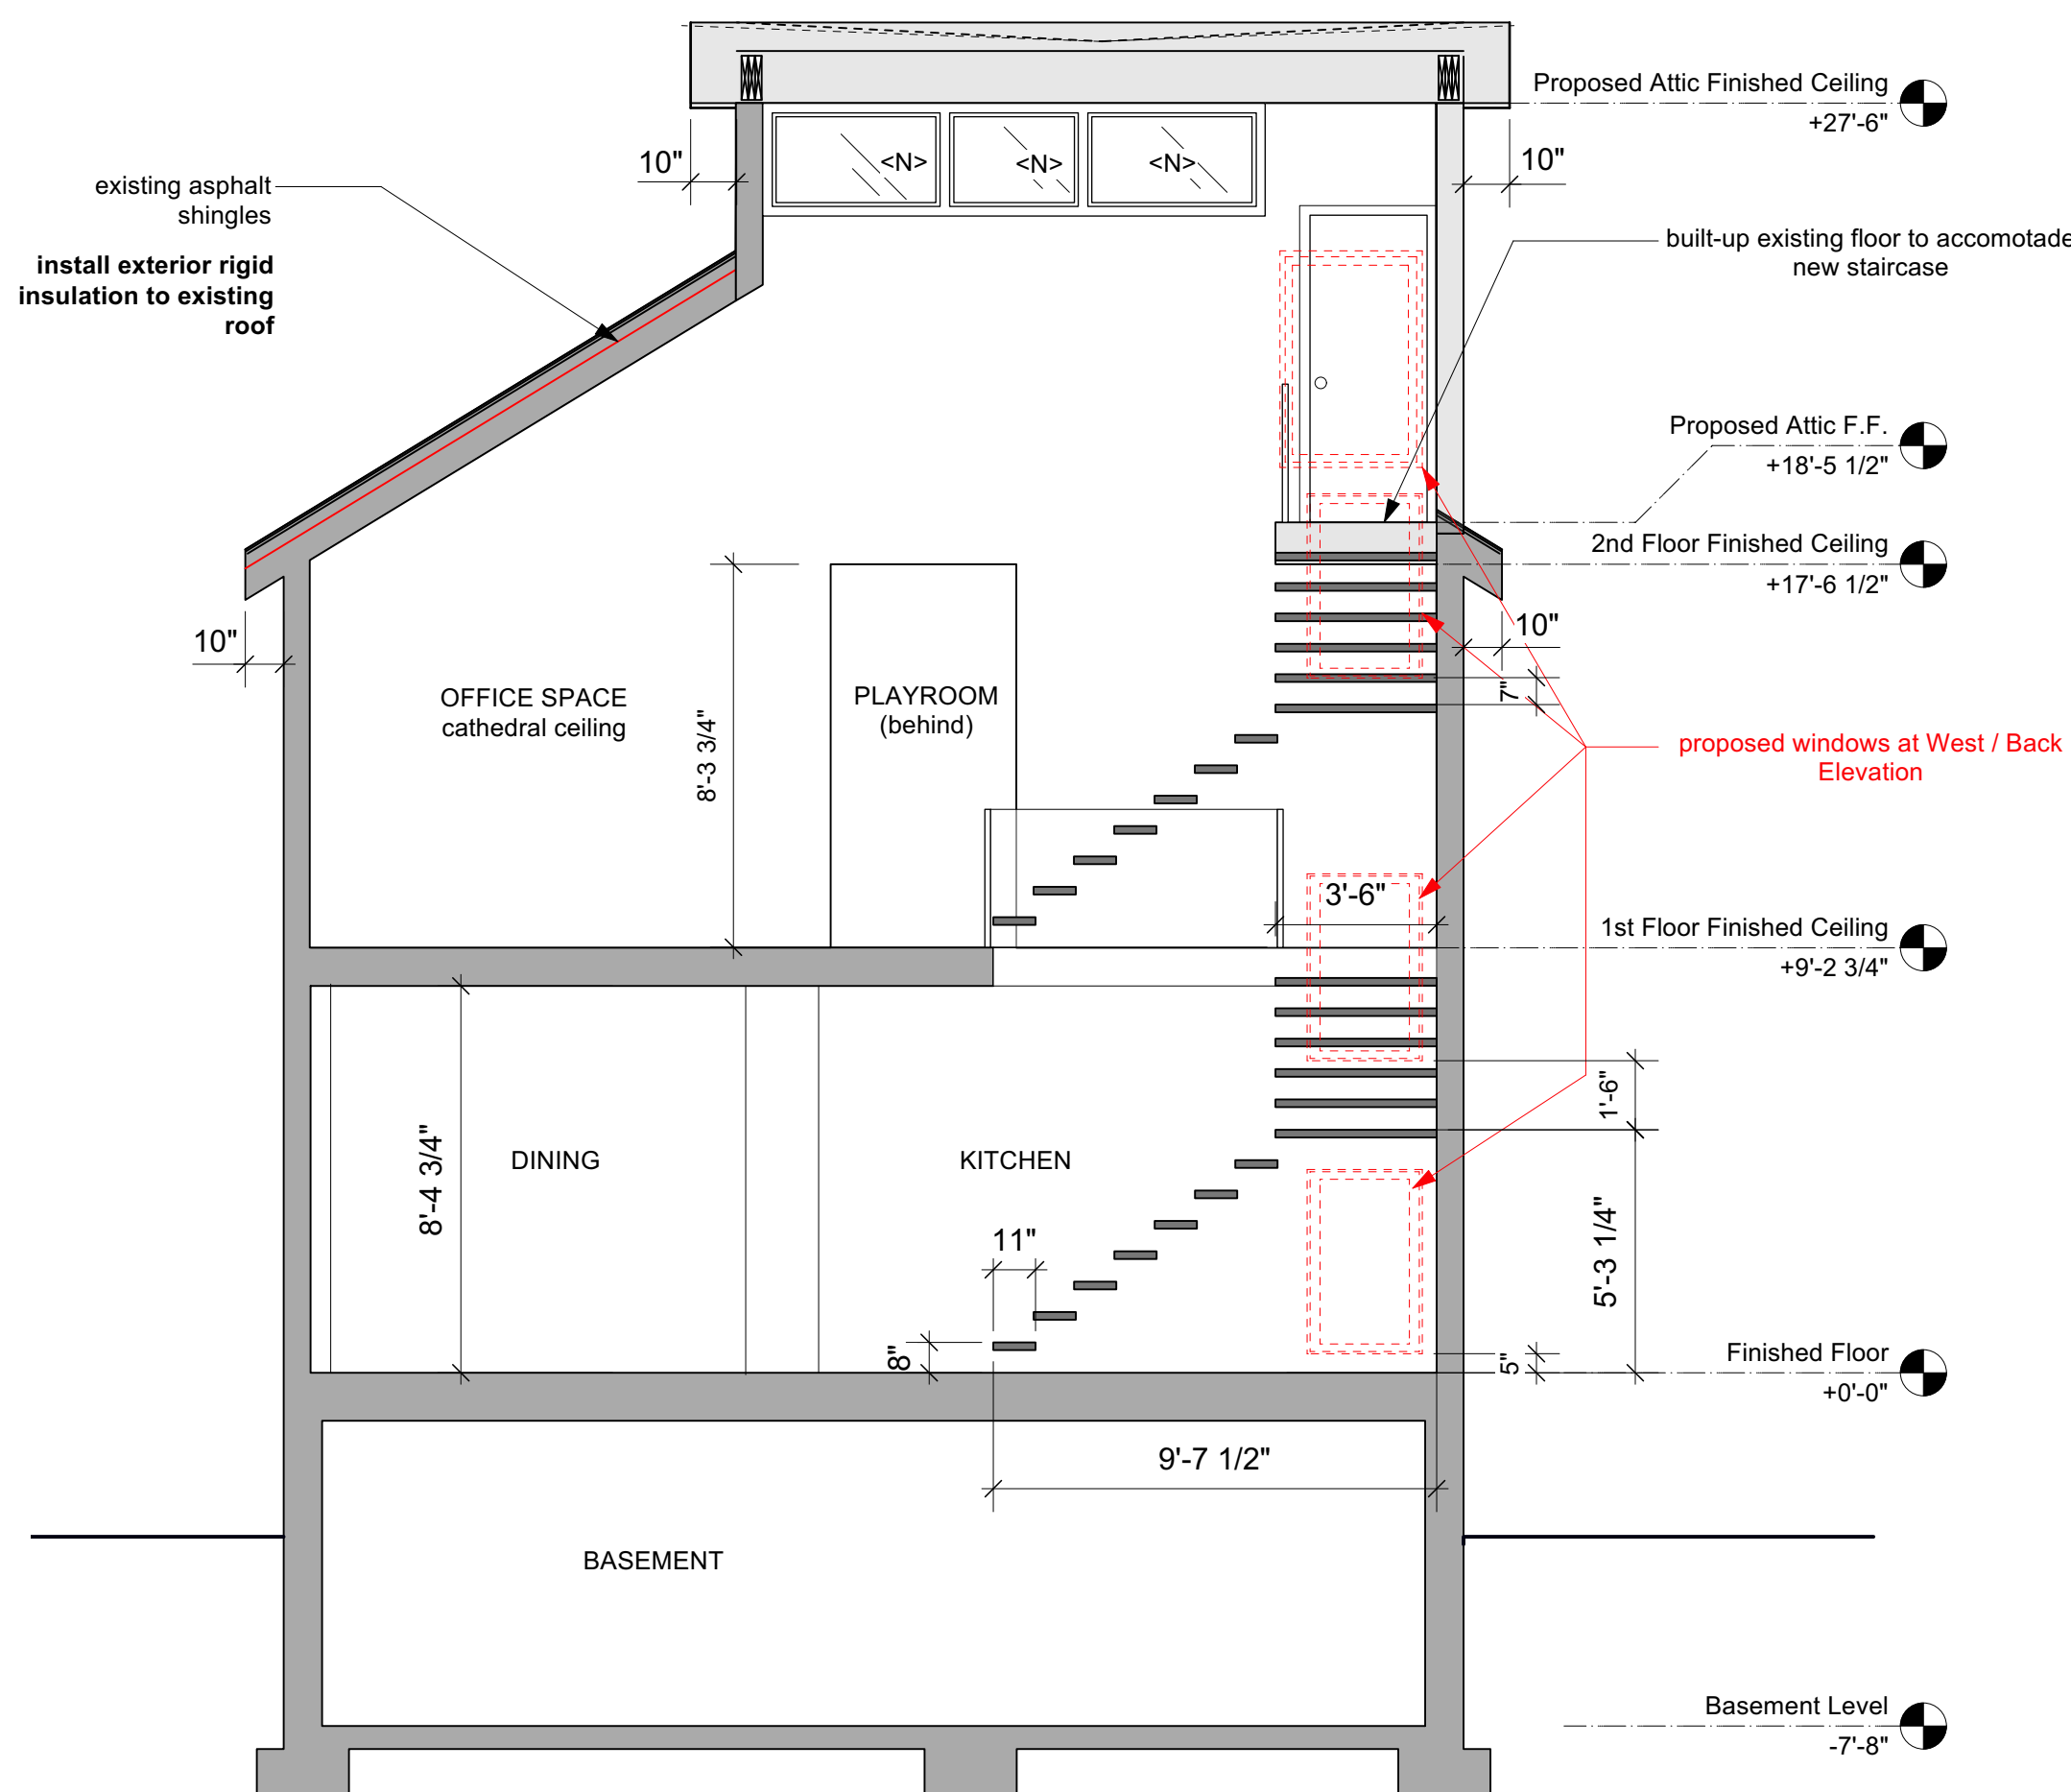 Proposed Attic Finished Ceiling
+27'-6"
10"
<N>
<N>
<N>
10"
existing asphalt
shingles
install exterior rigid
insulation to existing
roof
built-up existing floor to accomotade
new staircase
Proposed Attic F.F.
+18'-5 1/2"
2nd Floor Finished Ceiling
+17'-6 1/2"
10"
10"
7"
OFFICE SPACE
cathedral ceiling
8'-3 3/4"
PLAYROOM
(behind)
proposed windows at West / Back
Elevation
3'-6"
1st Floor Finished Ceiling
+9'-2 3/4"
1'-6"
8'-4 3/4"
DINING
KITCHEN
5'-3 1/4"
11"
8"
5"
Finished Floor
+0'-0"
9'-7 1/2"
BASEMENT
Basement Level
-7'-8"